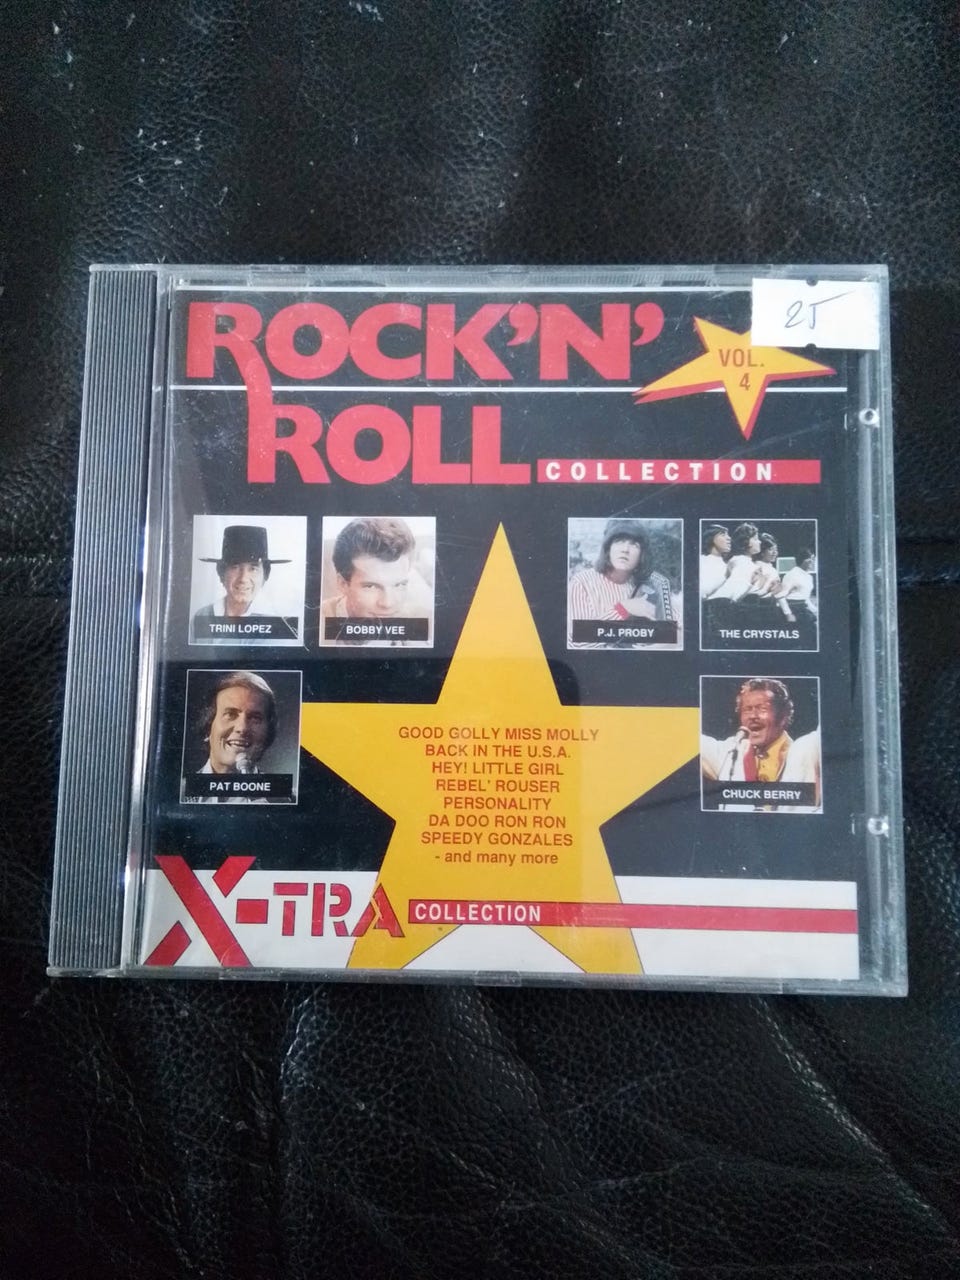 ROCK'N'
ROLL
COLLECTION
VOL.
4
25
TRINI LOPEZ
BOBBY VEE
P.J. PROBY
THE CRYSTALS
PAT BOONE
CHUCK BERRY
GOOD GOLLY MISS MOLLY
BACK IN THE U.S.A.
HEY! LITTLE GIRL
REBEL' ROUSER
PERSONALITY
DA DOO RON RON
SPEEDY GONZALES
- and many more
X-TRA COLLECTION